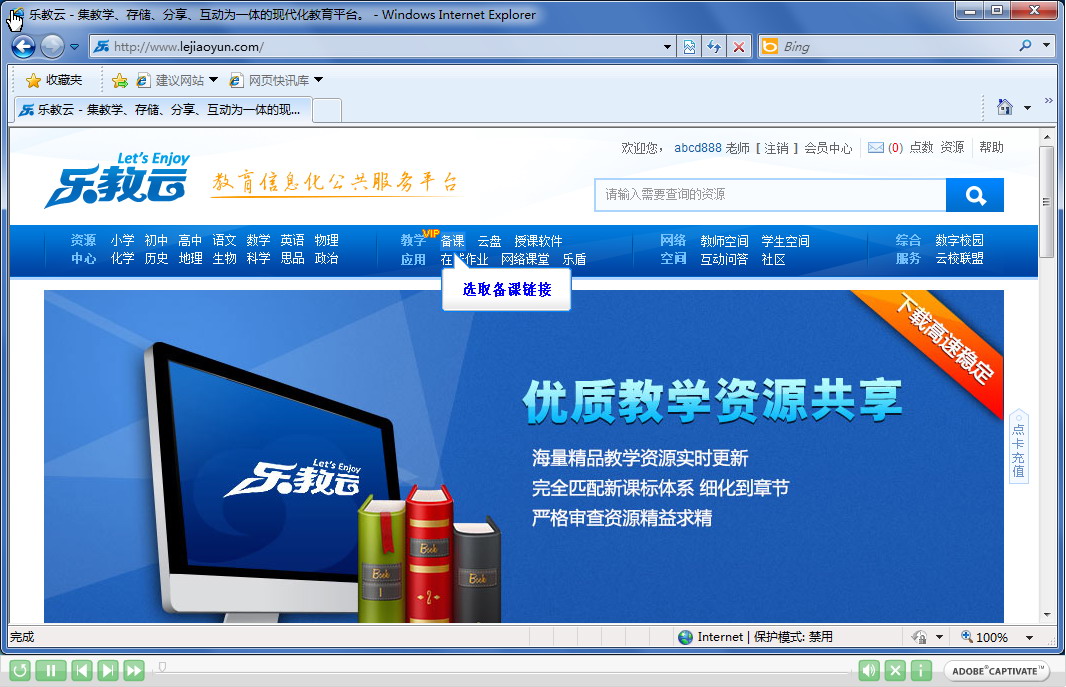 乐教云 - 集教学、存储、分享、互动为一体的现代化教育平台。 - Windows Internet Explorer
http://www.lejiaoyun.com/
Bing
收藏夹 建议网站 网页快讯库
乐教云 - 集教学、存储、分享、互动为一体的现...
欢迎您， abcd888 老师 [ 注销 ] 会员中心 (0) 点数 资源 帮助
Let's Enjoy
乐教云 教育信息化公共服务平台
请输入需要查询的资源
资源 小学 初中 高中 语文 数学 英语 物理 教学 VIP 备课 云盘 授课软件 网络 教师空间 学生空间 综合 数字校园
中心 化学 历史 地理 生物 科学 思品 政治 应用 在线作业 网络课堂 乐盾 空间 互动问答 社区 服务 云校联盟
选取备课链接
下载高速稳定
优质教学资源共享
海量精品教学资源实时更新
完全匹配新课标体系 细化到章节
严格审查资源精益求精
Let's Enjoy
乐教云
Book
1
Book
2
Book
点卡充值
完成 Internet | 保护模式: 禁用 100%
ADOBE® CAPTIVATE™